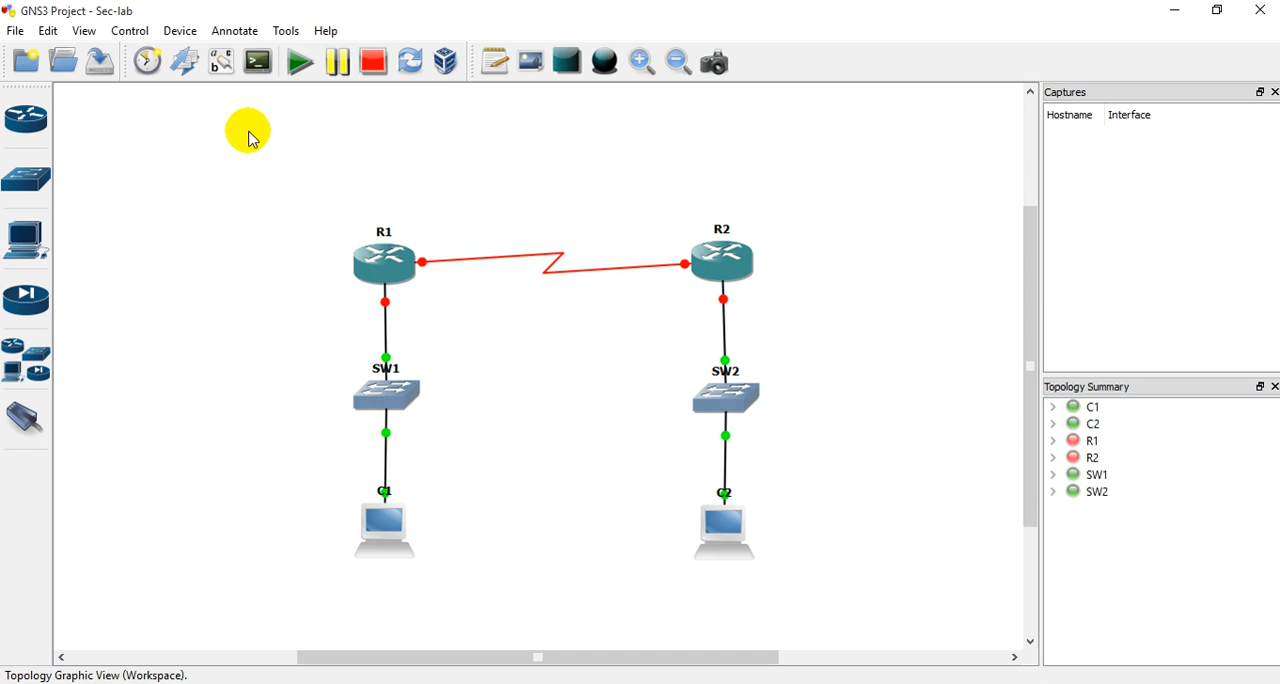 GNS3 Project - Sec-lab
File Edit View Control Device Annotate Tools Help
a c
b
Captures
Hostname Interface
R1
R2
SW1
SW2
C1
C2
Topology Summary
C1
C2
R1
R2
SW1
SW2
Topology Graphic View (Workspace).